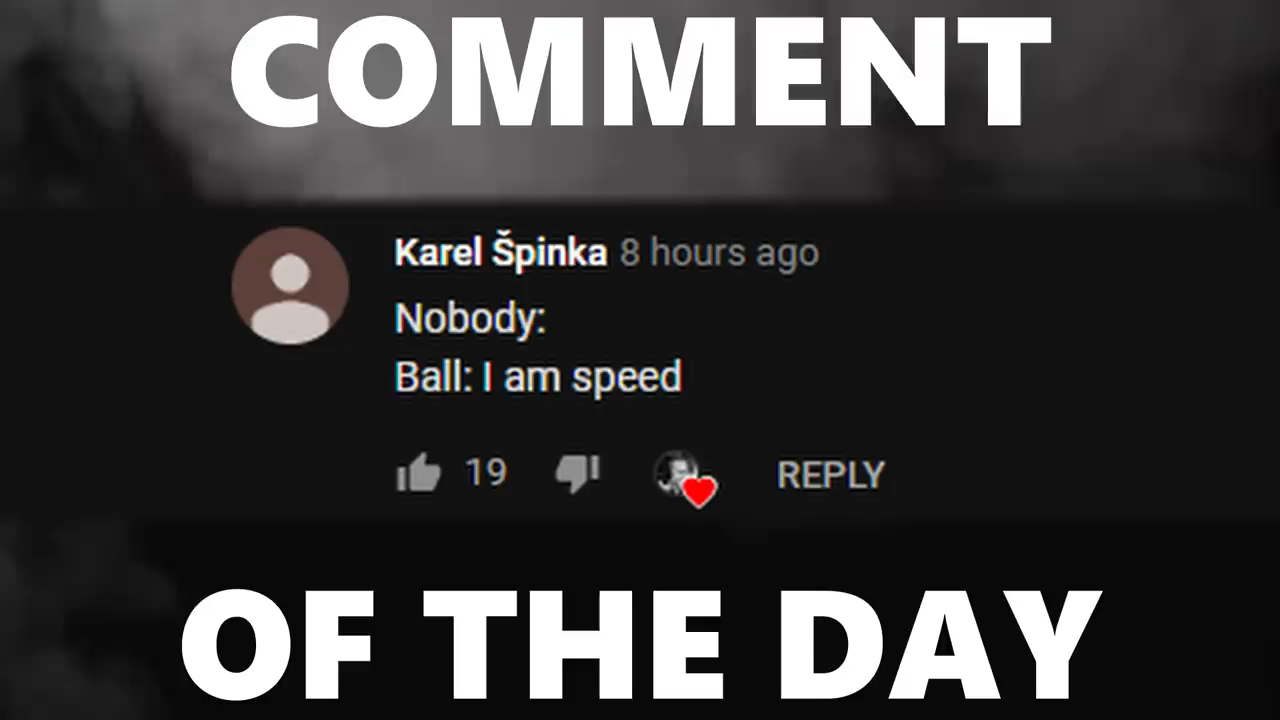 COMMENT
Karel Špinka 8 hours ago
Nobody:
Ball: I am speed
19 REPLY
OF THE DAY